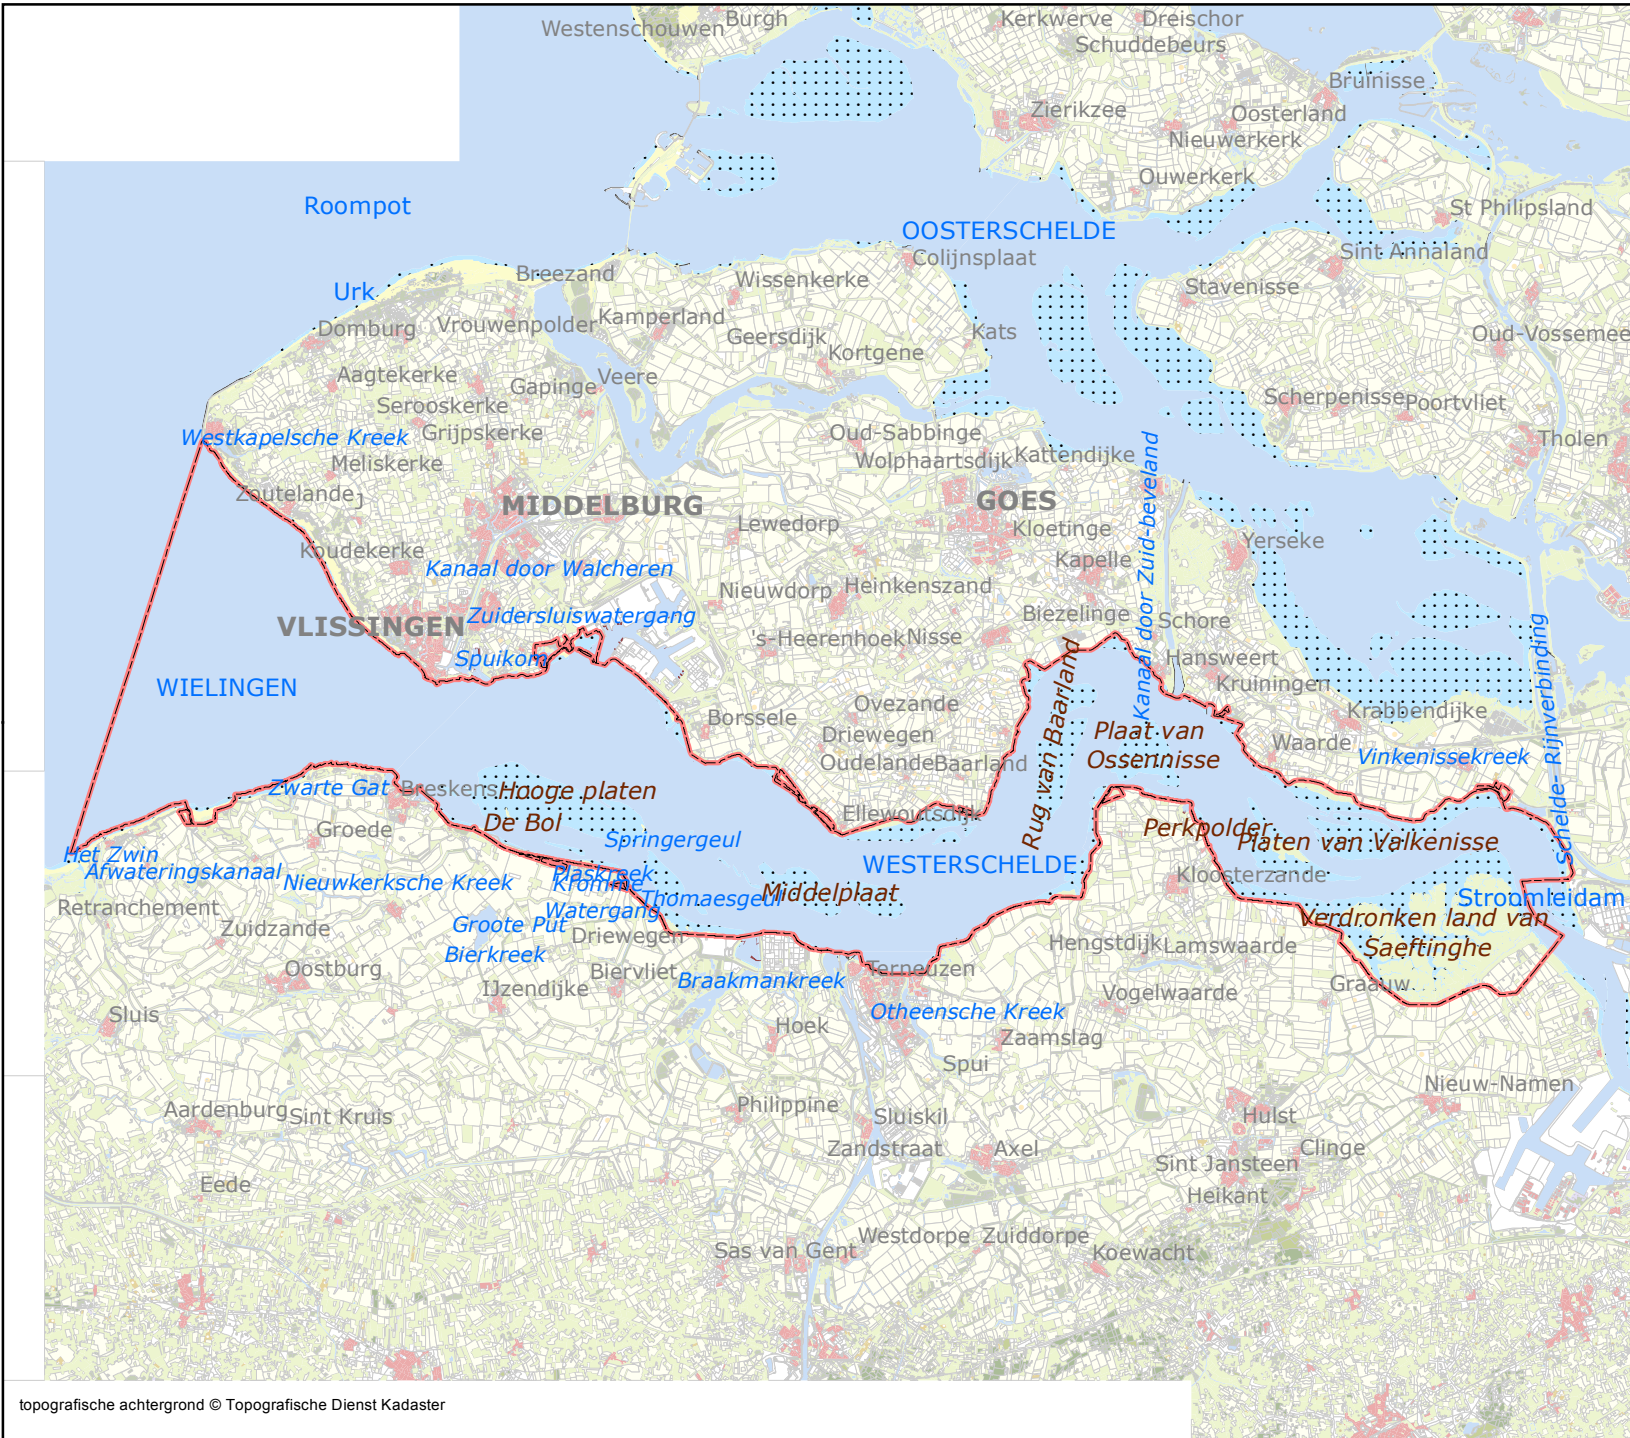 Westenschouwen
Burgh
Kerkwerve
Dreischor
Schuddebeurs
Bruinisse
Zierikzee
Oosterland
Nieuwerkerk
Ouwerkerk
Roompot
St Philipsland
OOSTERSCHELDE
Colijnsplaat
Sint Annaland
Breezand
Wissenkerke
Urk
Stavenisse
Domburg
Vrouwenpolder
Kamperland
Geersdijk
Kats
Oud-Vossemee
Kortgene
Aagtekerke
Gapinge
Veere
Serooskerke
Scherpenisse
Poortvliet
Westkapelsche Kreek
Grijpskerke
Oud-Sabbinge
Tholen
Meliskerke
Wolphaartsdijk
Kattendijke
Zoutelande
j
MIDDELBURG
GOES
Lewedorp
Kloetinge
Kanaal door Zuid-beveland
Yerseke
Koudekerke
Kanaal door Walcheren
Kapelle
Nieuwdorp
Heinkenszand
Zuidersluiswatergang
Biezelinge
Schore
VLISSINGEN
's-Heerenhoek
Nisse
Spuikom
Hansweert
WIELINGEN
Kruiningen
Schelde- Rijnverbinding
Ovezande
Borssele
Krabbendijke
Driewegen
Plaat van
Ossennisse
Waarde
Vinkenissekreek
Oudelande
Baarland
Rug van Baarland
Zwarte Gat
Breskens
Hooge platen
De Bol
Ellewoutsdijk
Groede
Perkpolder
Springergeul
Platen van Valkenisse
Het Zwin
WESTERSCHELDE
Afwateringskanaal
Nieuwkerksche Kreek
Plaskreek
Kromme
Watergang
Kloosterzande
Thomaesgeul
Middelplaat
Stroomleidam
Retranchement
Zuidzande
Groote Put
Verdronken land van
Saeftinghe
Driewegen
Hengstdijk
Lamswaarde
Bierkreek
Oostburg
Biervliet
Terneuzen
Braakmankreek
IJzendijke
Graauw
Vogelwaarde
Sluis
Otheensche Kreek
Hoek
Zaamslag
Spui
Nieuw-Namen
Aardenburg
Sint Kruis
Philippine
Sluiskil
Hulst
Zandstraat
Axel
Clinge
Sint Jansteen
Eede
Heikant
Westdorpe
Zuiddorpe
Sas van Gent
Koewacht
topografische achtergrond © Topografische Dienst Kadaster